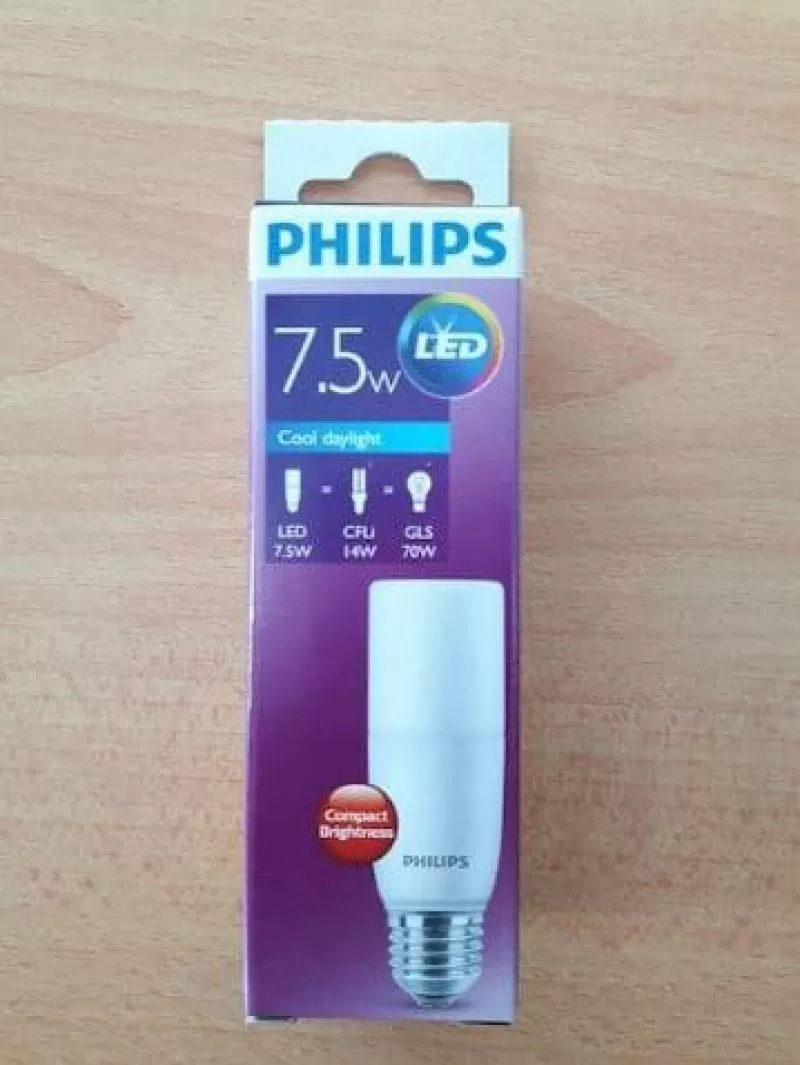 PHILIPS
7.5W
LED
Cool daylight
= =
LED CFLi GLS
7.5W 14W 70W
Compact
Brightness
PHILIPS